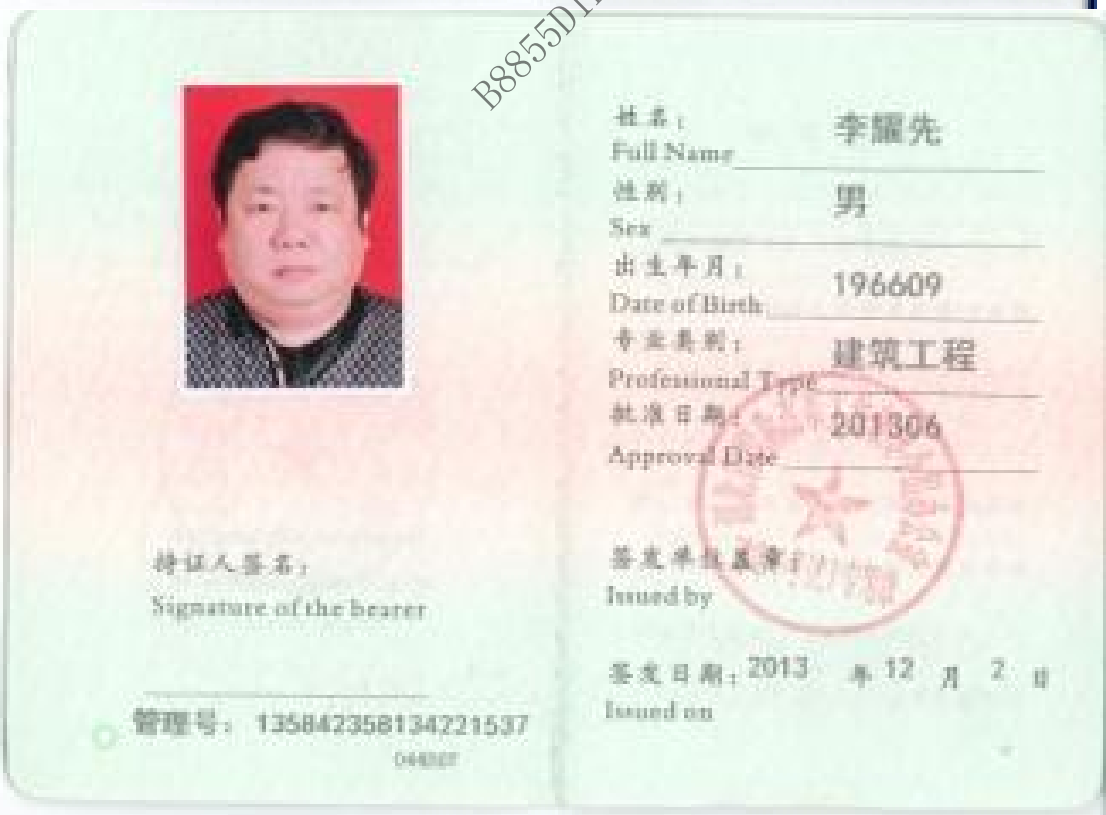 B8855D1
持证人签名：
Signature of the bearer
管理号： 135842358134221537
姓名： 李耀先
Full Name
性别： 男
Sex
出生年月： 196609
Date of Birth
专业类别： 建筑工程
Professional Type
批准日期： 201306
Approval Date
签发单位盖章：
Issued by
签发日期：2013 年 12 月 2 日
Issued on